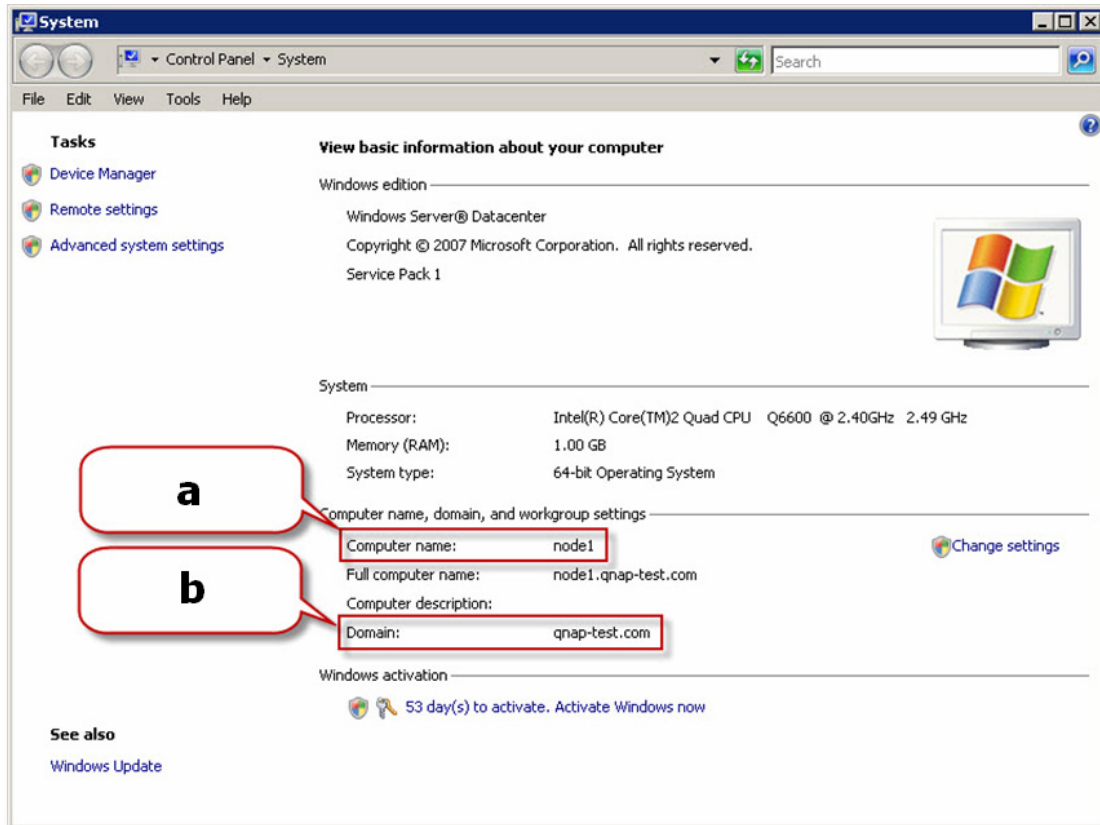 System
Control Panel System
Search
File Edit View Tools Help
Tasks
Device Manager
Remote settings
Advanced system settings
See also
Windows Update
View basic information about your computer
Windows edition
Windows Server® Datacenter
Copyright © 2007 Microsoft Corporation. All rights reserved.
Service Pack 1
System
Processor: Intel(R) Core(TM)2 Quad CPU Q6600 @ 2.40GHz 2.49 GHz
Memory (RAM): 1.00 GB
System type: 64-bit Operating System
Computer name, domain, and workgroup settings
a
Computer name: node1
Change settings
Full computer name: node1.qnap-test.com
Computer description:
b
Domain: qnap-test.com
Windows activation
53 day(s) to activate. Activate Windows now